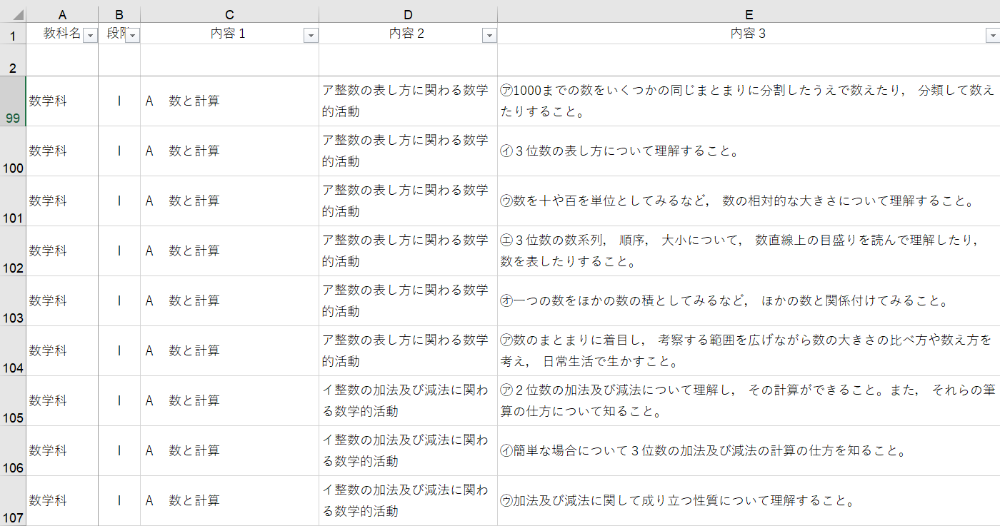 A B C D E
1 教科名 段階 内容１ 内容２ 内容３
2
99 数学科 Ⅰ A 数と計算 ア整数の表し方に関わる数学 ㋐1000までの数をいくつかの同じまとまりに分割したうえで数えたり， 分類して数え
的活動 たりすること。
100 数学科 Ⅰ A 数と計算 ア整数の表し方に関わる数学 ㋑３位数の表し方について理解すること。
的活動
101 数学科 Ⅰ A 数と計算 ア整数の表し方に関わる数学 ㋒数を十や百を単位としてみるなど， 数の相対的な大きさについて理解すること。
的活動
102 数学科 Ⅰ A 数と計算 ア整数の表し方に関わる数学 ㋓３位数の数系列， 順序， 大小について， 数直線上の目盛りを読んで理解したり，
的活動 数を表したりすること。
103 数学科 Ⅰ A 数と計算 ア整数の表し方に関わる数学 ㋔一つの数をほかの数の積としてみるなど， ほかの数と関係付けてみること。
的活動
104 数学科 Ⅰ A 数と計算 ア整数の表し方に関わる数学 ㋐数のまとまりに着目し， 考察する範囲を広げながら数の大きさの比べ方や数え方を
的活動 考え， 日常生活で生かすこと。
105 数学科 Ⅰ A 数と計算 イ整数の加法及び減法に関わ ㋐２位数の加法及び減法について理解し， その計算ができること。また， それらの筆
る数学的活動 算の仕方について知ること。
106 数学科 Ⅰ A 数と計算 イ整数の加法及び減法に関わ ㋑簡単な場合について３位数の加法及び減法の計算の仕方を知ること。
る数学的活動
107 数学科 Ⅰ A 数と計算 イ整数の加法及び減法に関わ ㋒加法及び減法に関して成り立つ性質について理解すること。
る数学的活動